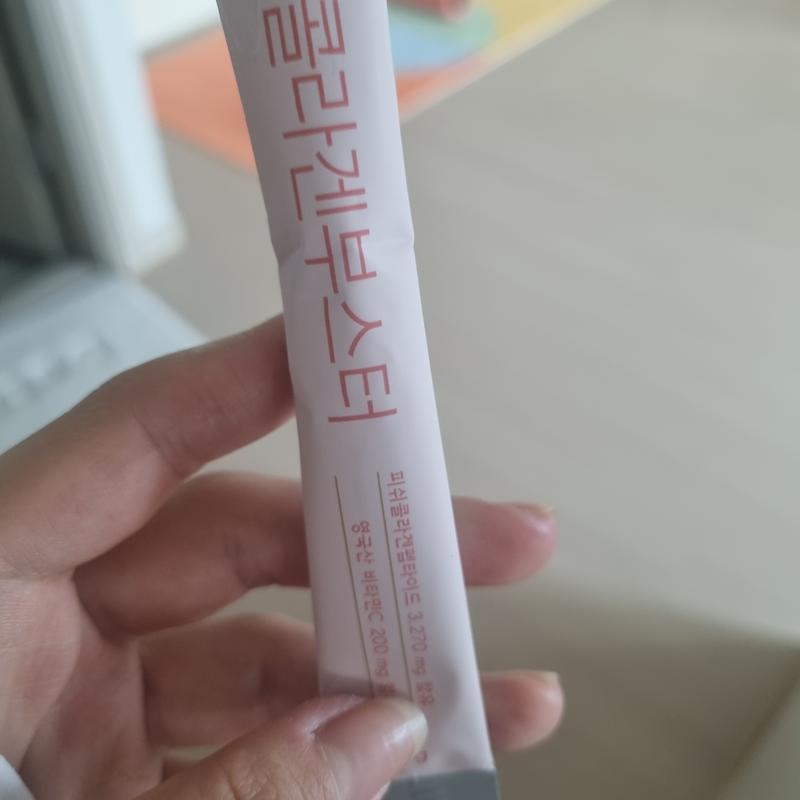 콜라겐부스터
피쉬콜라겐펩타이드 3,270 mg 함유
영국산 비타민C 200 mg